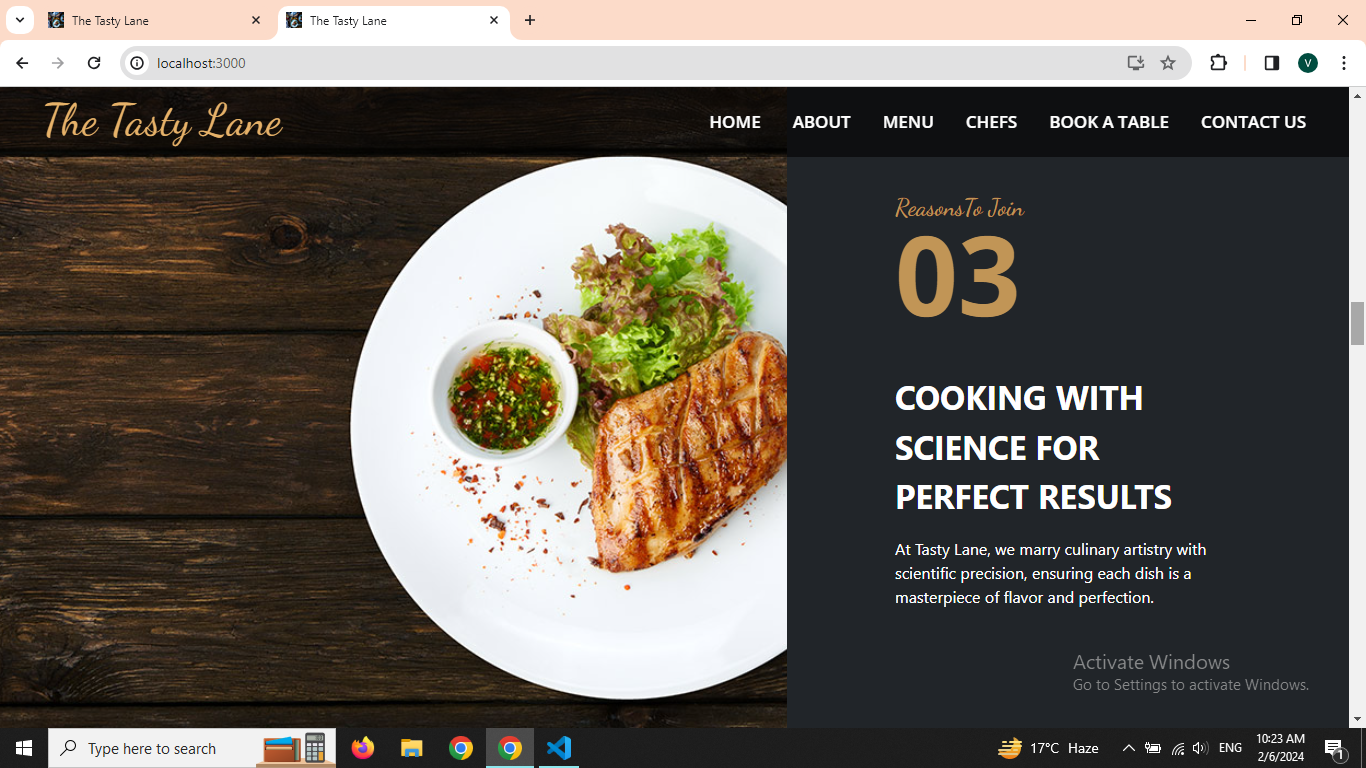 The Tasty Lane
The Tasty Lane
localhost:3000
V
The Tasty Lane
HOME ABOUT MENU CHEFS BOOK A TABLE CONTACT US
ReasonsTo Join
03
COOKING WITH
SCIENCE FOR
PERFECT RESULTS
At Tasty Lane, we marry culinary artistry with
scientific precision, ensuring each dish is a
masterpiece of flavor and perfection.
Activate Windows
Go to Settings to activate Windows.
Type here to search
17°C Haze
ENG
10:23 AM
2/6/2024
1